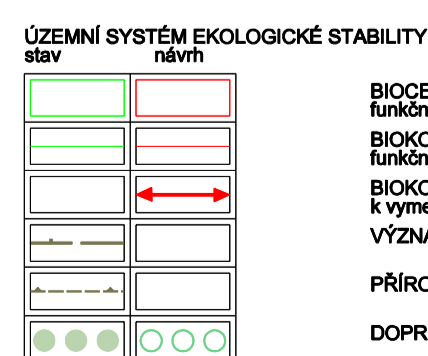 ÚZEMNÍ SYSTÉM EKOLOGICKÉ STABILITY
stav návrh
BIOCE
funkčn
BIOKO
funkčn
BIOKO
k vyme
VÝZNA
PŘÍRO
DOPR